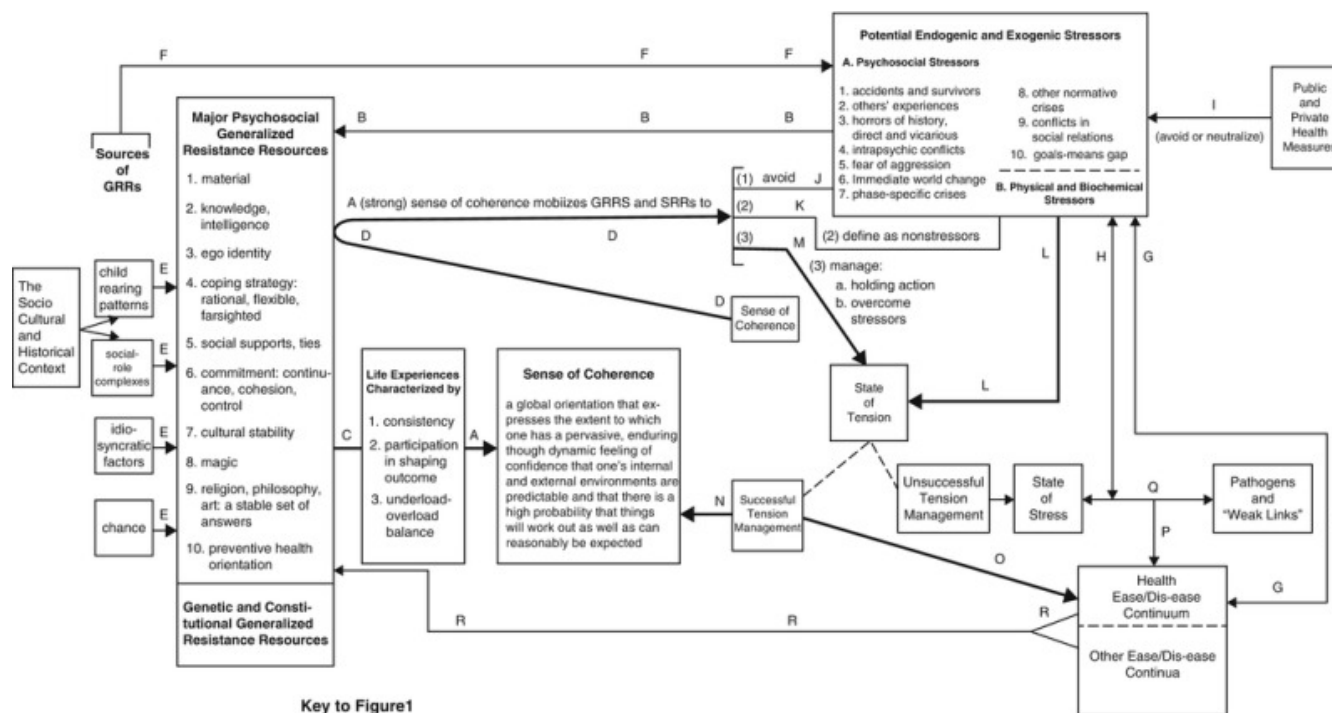 F
F
F
Sources
of
GRRs
The
Socio
Cultural
and
Historical
Context
child
rearing
patterns
E
social-
role
complexes
E
idio-
syncratic
factors
E
chance
E
Major Psychosocial
Generalized
Resistance Resources
1. material
2. knowledge,
intelligence
3. ego identity
4. coping strategy:
rational, flexible,
farsighted
5. social supports, ties
6. commitment: continu-
ance, cohesion,
control
7. cultural stability
8. magic
9. religion, philosophy,
art: a stable set of
answers
10. preventive health
orientation
Genetic and Consti-
tutional Generalized
Resistance Resources
B
B
B
A (strong) sense of coherence mobiizes GRRS and SRRs to
D
D
D
Sense of
Coherence
(1) avoid
J
(2)
K
(2) define as nonstressors
(3)
M
(3) manage:
a. holding action
b. overcome
stressors
Potential Endogenic and Exogenic Stressors
A. Psychosocial Stressors
1. accidents and survivors
2. others' experiences
3. horrors of history,
direct and vicarious
4. intrapsychic conflicts
5. fear of aggression
6. Immediate world change
7. phase-specific crises
8. other normative
crises
9. conflicts in
social relations
10. goals-means gap
B. Physical and Biochemical
Stressors
I
(avoid or neutralize)
Public
and
Private
Health
Measures
L
H
G
C
Life Experiences
Characterized by
1. consistency
2. participation
in shaping
outcome
3. underload-
overload
balance
A
Sense of Coherence
a global orientation that ex-
presses the extent to which
one has a pervasive, enduring
though dynamic feeling of
confidence that one's internal
and external environments are
predictable and that there is a
high probability that things
will work out as well as can
reasonably be expected
State
of
Tension
L
N
Successful
Tension
Management
Unsuccessful
Tension
Management
State
of
Stress
Q
Pathogens
and
"Weak Links"
P
O
Health
Ease/Dis-ease
Continuum
G
Other Ease/Dis-ease
Continua
R
R
R
Key to Figure1